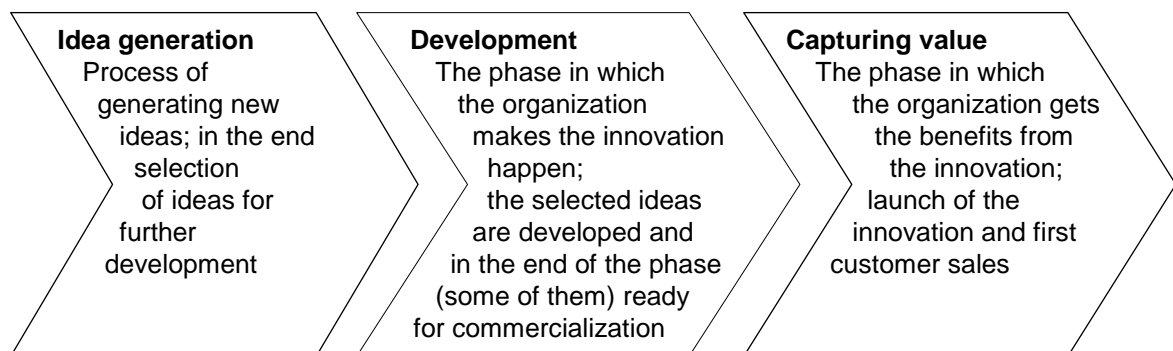 Idea generation
Process of
generating new
ideas; in the end
selection
of ideas for
further
development
Development
The phase in which
the organization
makes the innovation
happen;
the selected ideas
are developed and
in the end of the phase
(some of them) ready
for commercialization
Capturing value
The phase in which
the organization gets
the benefits from
the innovation;
launch of the
innovation and first
customer sales